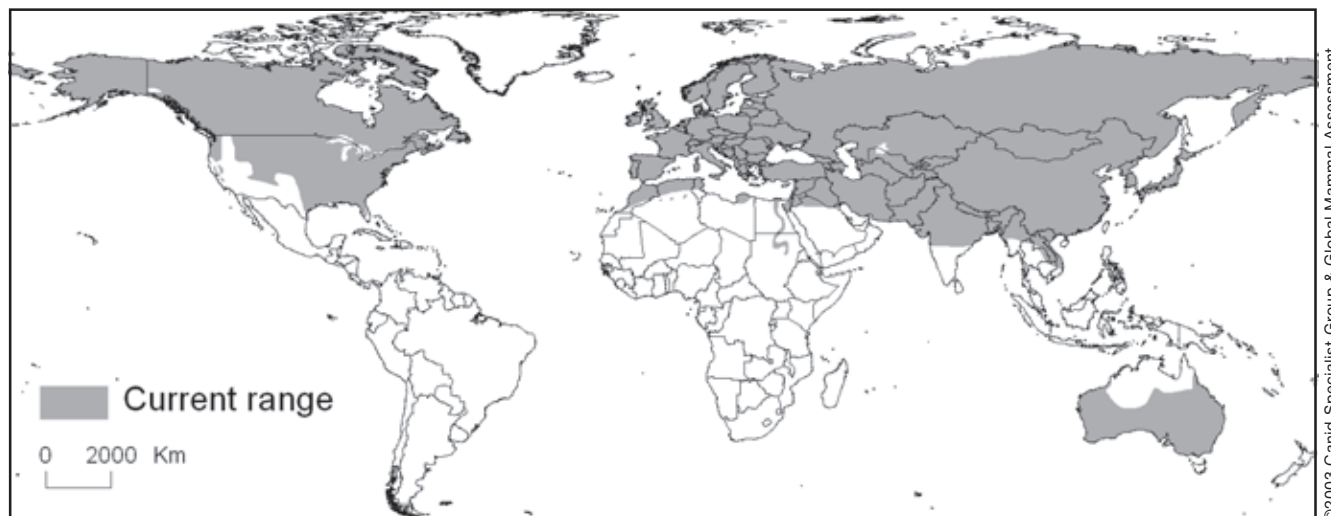 Current range
0 2000 Km
©2003 Canid Specialist Group & Global Mammal Assessment